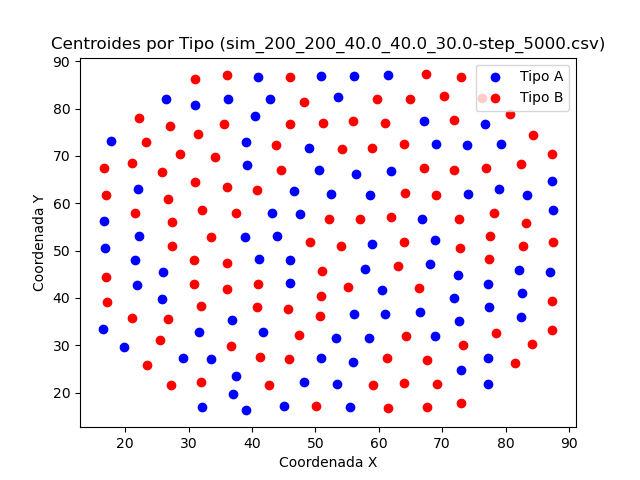 Centroides por Tipo (sim_200_200_40.0_40.0_30.0-step_5000.csv)
Tipo A
Tipo B
90
80
70
60
50
40
30
20
Coordenada Y
20 30 40 50 60 70 80 90
Coordenada X